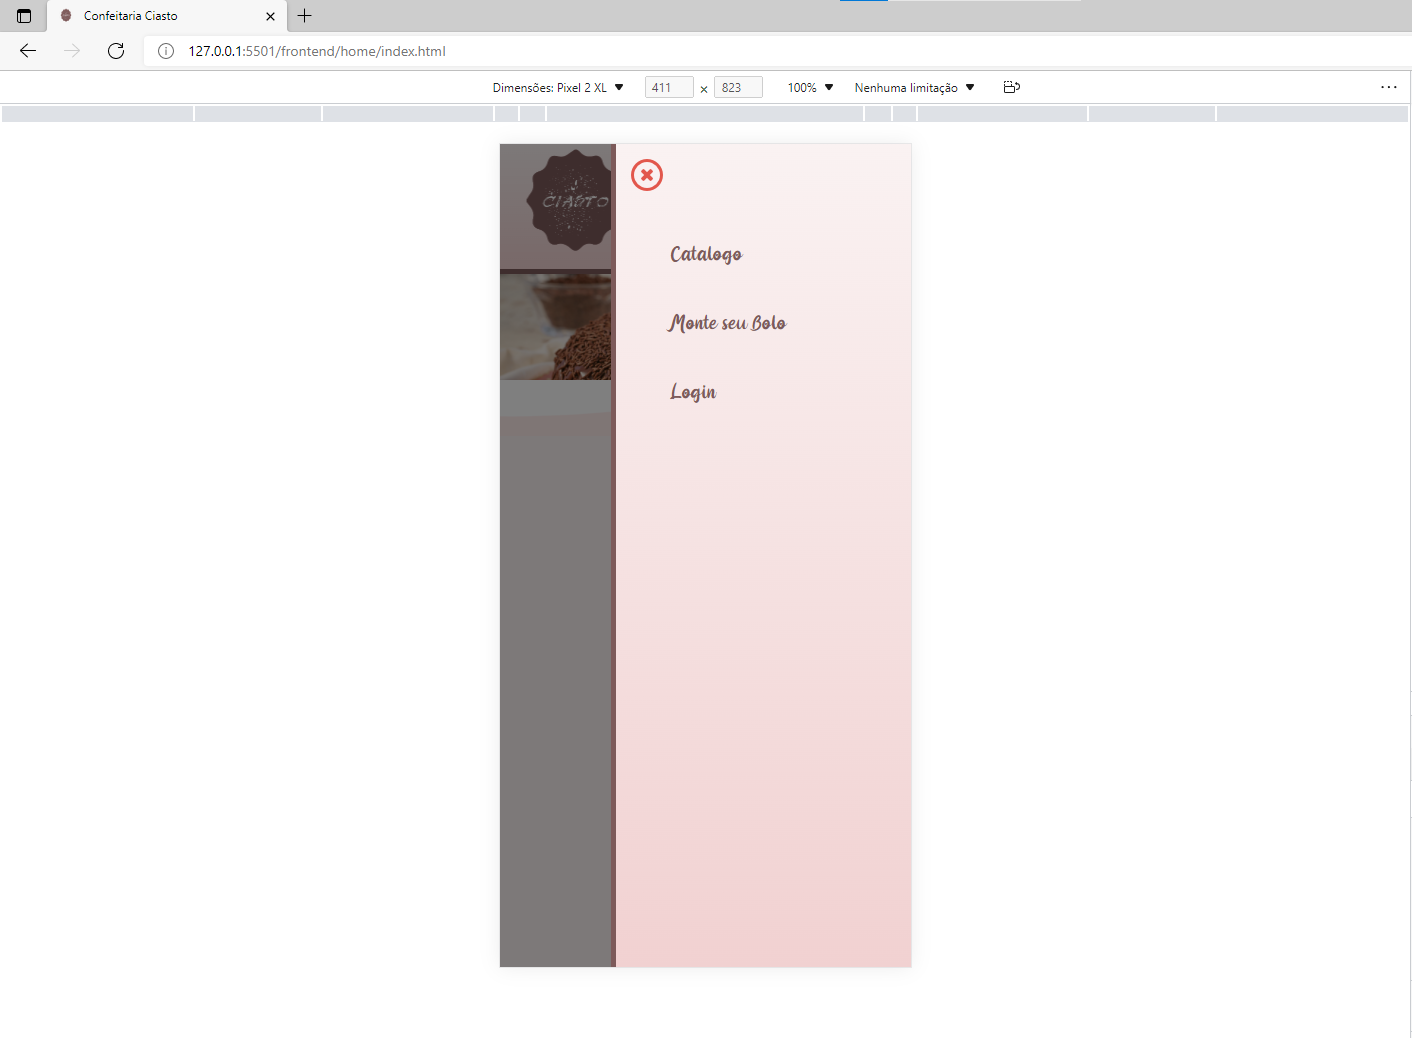 Confeitaria Ciasto
127.0.0.1:5501/frontend/home/index.html
Dimensões: Pixel 2 XL 411 × 823 100% Nenhuma limitação
CIASTO
Catalogo
Monte seu Bolo
Login